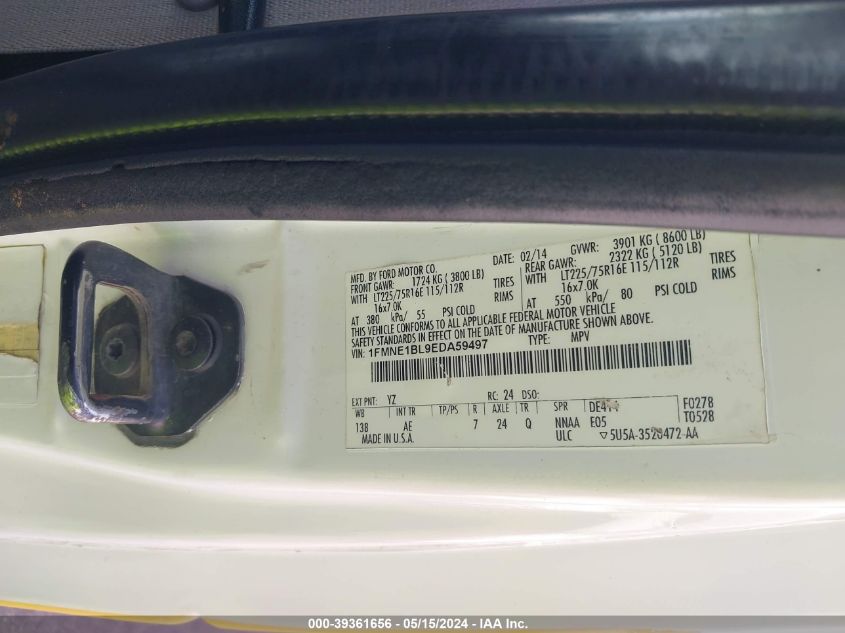 MFD. BY FORD MOTOR CO. DATE: 02/14 GVWR: 3901 KG ( 8600 LB)
FRONT GAWR: 1724 KG ( 3800 LB) REAR GAWR: 2322 KG ( 5120 LB)
WITH LT225/75R16E 115/112R TIRES WITH LT225/75R16E 115/112R TIRES
16x7.0K RIMS 16x7.0K RIMS
AT 380 kPa/ 55 PSI COLD AT 550 kPa/ 80 PSI COLD
THIS VEHICLE CONFORMS TO ALL APPLICABLE FEDERAL MOTOR VEHICLE
SAFETY STANDARDS IN EFFECT ON THE DATE OF MANUFACTURE SHOWN ABOVE.
VIN: 1FMNE1BL9EDA59497 TYPE: MPV
EXT PNT: YZ RC: 24 DSO:
WB INT TR TP/PS R AXLE TR SPR F0278
138 AE 7 24 Q NNAA E05 T0528
MADE IN U.S.A. ULC ▽5U5A-3520472-AA
000-39361656 - 05/15/2024 - IAA Inc.